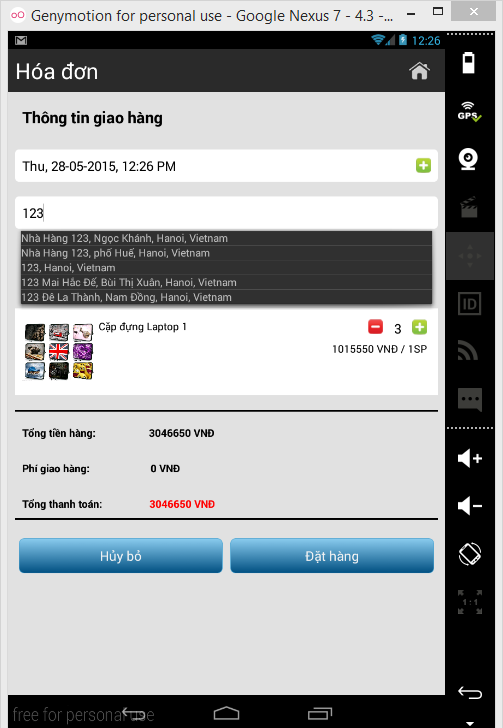 Genymotion for personal use - Google Nexus 7 - 4.3 -...
12:26
Hóa đơn
GPS
Thông tin giao hàng
Thu, 28-05-2015, 12:26 PM
123
Nhà Hàng 123, Ngọc Khánh, Hanoi, Vietnam
Nhà Hàng 123, phố Huế, Hanoi, Vietnam
123, Hanoi, Vietnam
123 Mai Hắc Đế, Bùi Thị Xuân, Hanoi, Vietnam
123 Đê La Thành, Nam Đồng, Hanoi, Vietnam
ID
Cặp đựng Laptop 1
3
1015550 VNĐ / 1SP
Tổng tiền hàng: 3046650 VNĐ
Phí giao hàng: 0 VNĐ
Tổng thanh toán: 3046650 VNĐ
Hủy bỏ
Đặt hàng
1:1
free for personal use